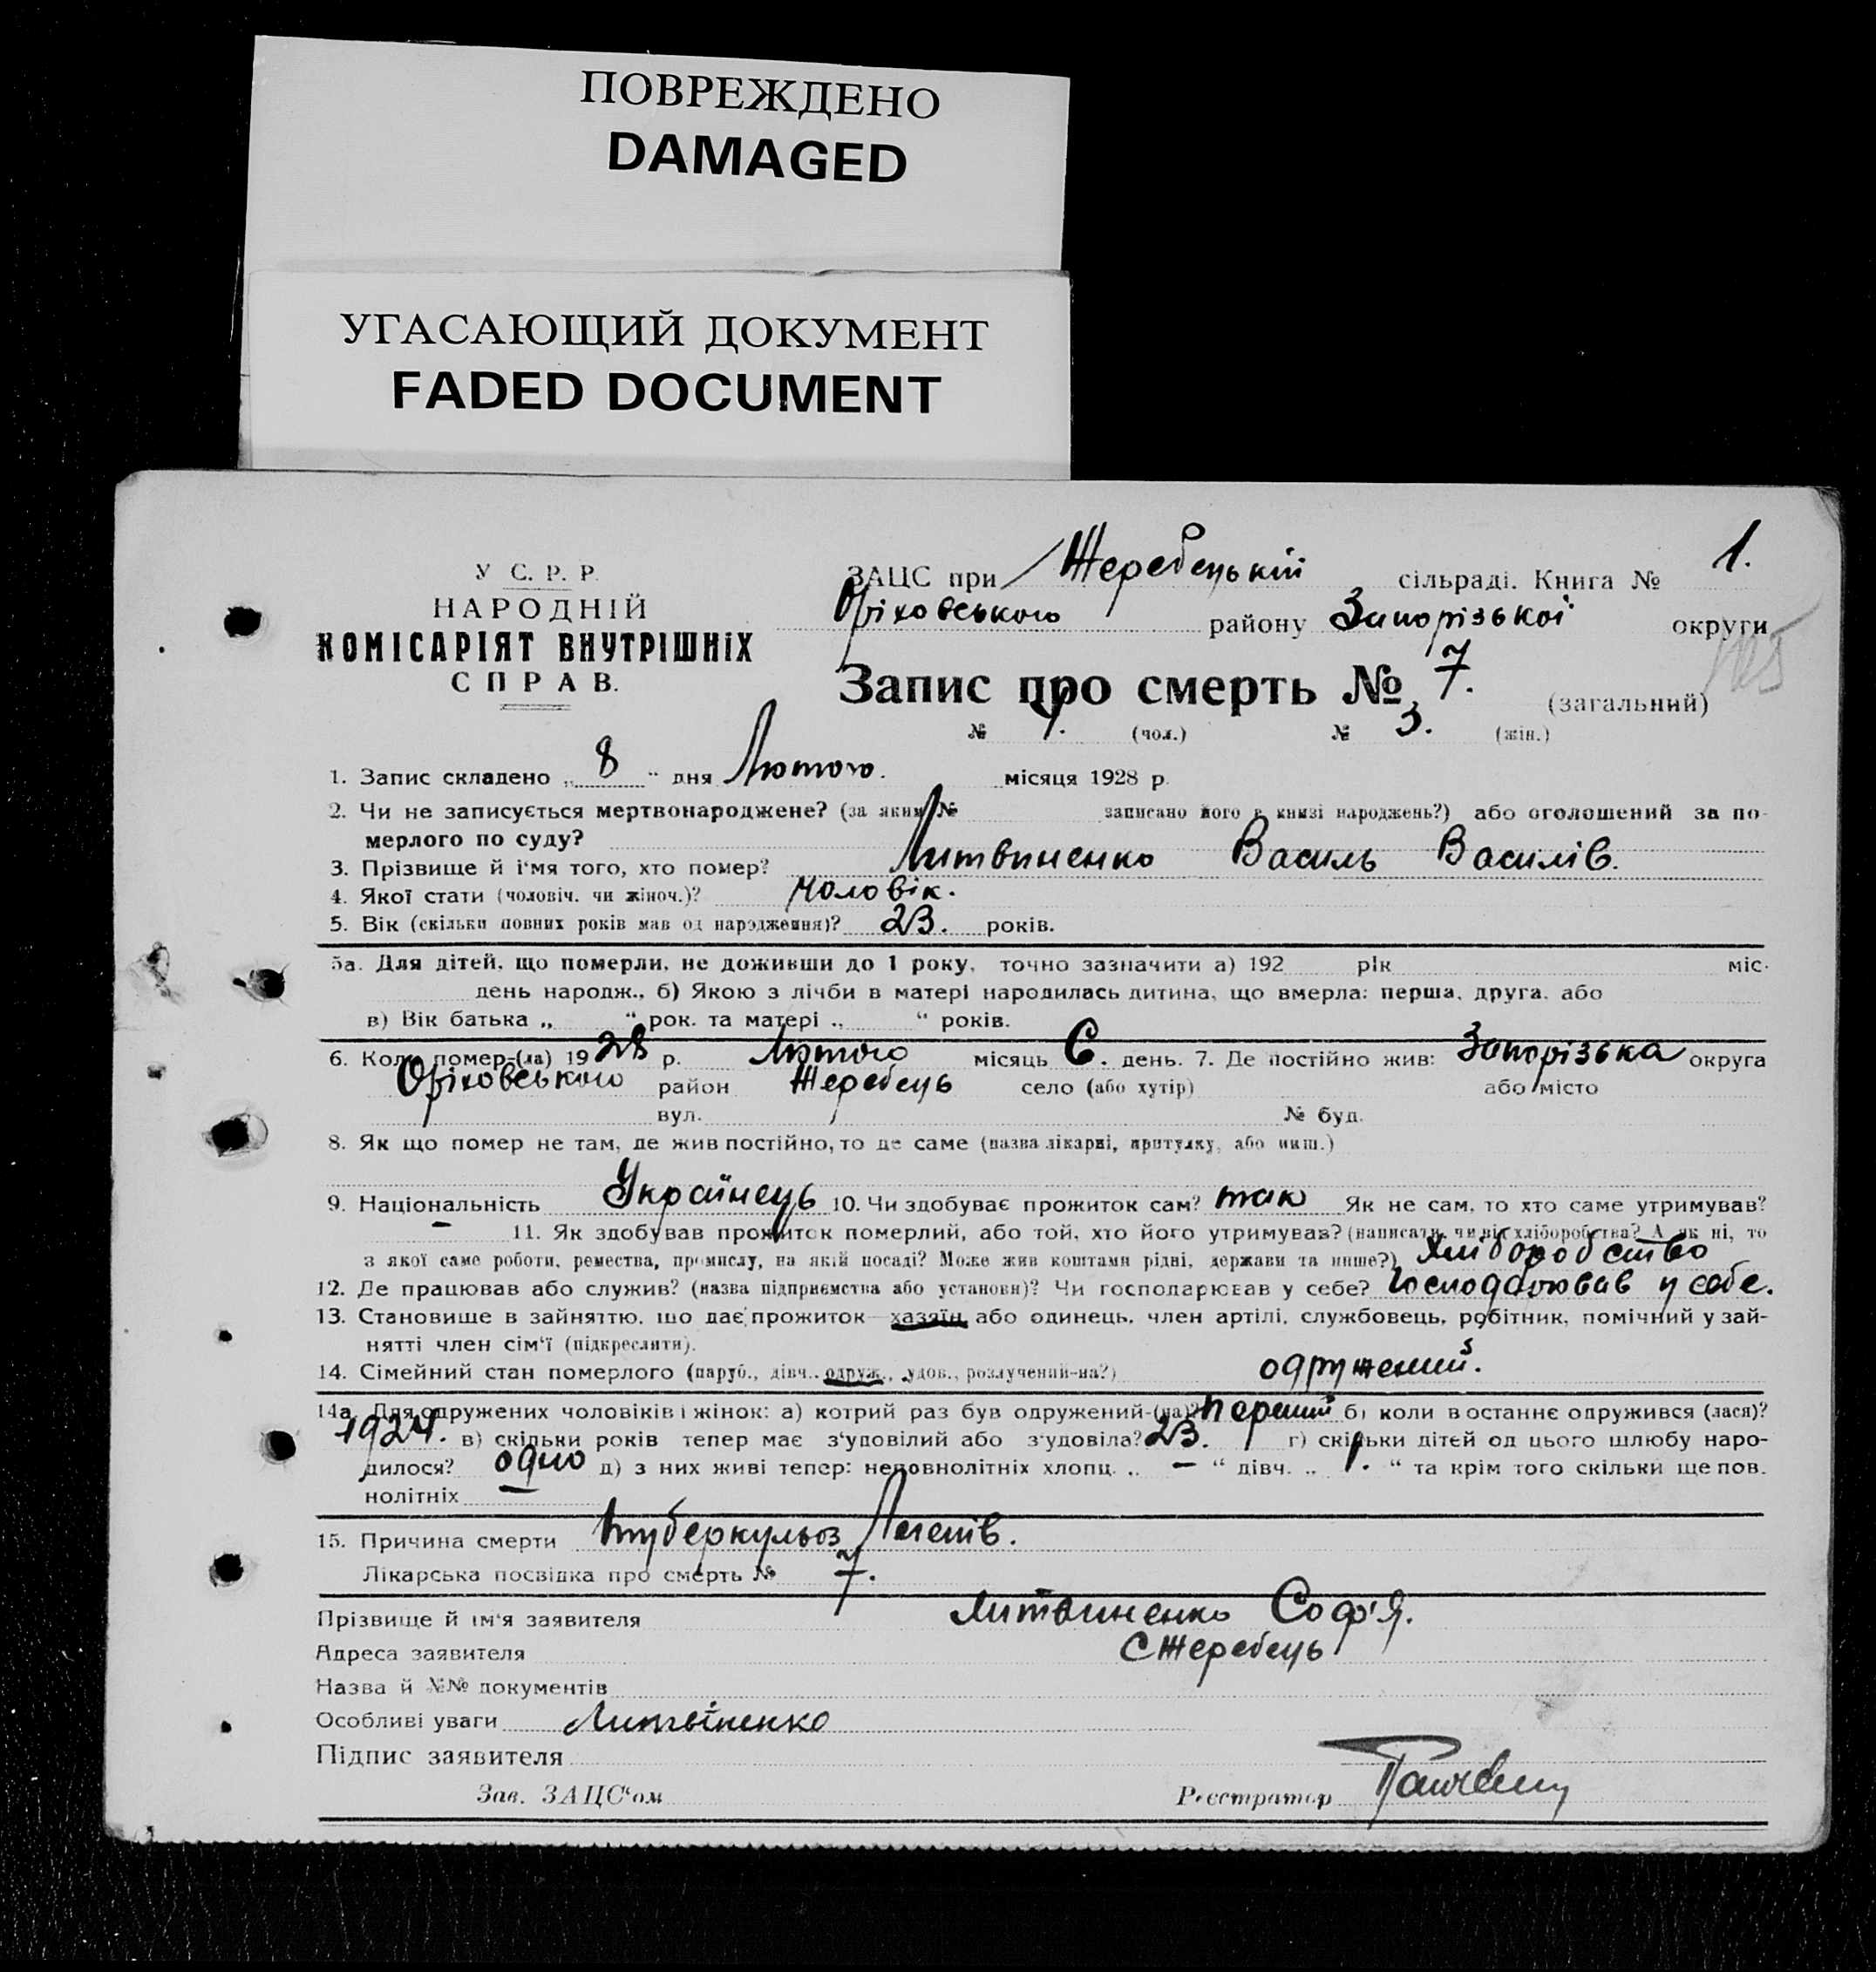 ПОВРЕЖДЕНО
DAMAGED
УГАСАЮЩИЙ ДОКУМЕНТ
FADED DOCUMENT
У С. Р. Р.
НАРОДНІЙ
КОМІСАРІЯТ ВНУТРІШНІХ
СПРАВ.
ЗАЦС при Жеребецькій сільраді. Книга № 1.
Оріховського району Запорізької округи
Запис про смерть № 7. (загальний)
№ 4. (чол.) № 3. (жін.)
1. Запис складено „ 8 “ дня Лютого. місяця 1928 р.
2. Чи не записується мертвонароджене? (за яким № записано його в книзі народжень?) або оголошений за по-
мерлого по суду?
3. Прізвище й і'мя того, хто помер? Литвиненко Василь Василів.
4. Якої стати (чоловіч. чи жіноч.)? чоловік.
5. Вік (скільки повних років мав од народження)? 23. років.
5а. Для дітей, що померли, не доживши до 1 року, точно зазначити а) 192 рік міс.
день народж., б) Якою з лічби в матері народилась дитина, що вмерла: перша, друга, або
в) Вік батька „ “ рок. та матері „ “ років.
6. Коли помер-(ла) 1928 р. Лютого місяць 6. день. 7. Де постійно жив: Запорізька округа
Оріховського район Жеребець село (або хутір) або місто
вул. № буд.
8. Як що помер не там, де жив постійно, то де саме (назва лікарні, притулку, або инш.)
9. Національність Українець 10. Чи здобуває прожиток сам? так Як не сам, то хто саме утримував?
11. Як здобував прожиток померлий, або той, хто його утримував? (написати, чи від хліборобства? А як ні, то
з якої саме роботи, ремества, промислу, на якій посаді? Може жив коштами рідні, держави та инше?) Хліборобство
12. Де працював або служив? (назва підприємства або установи)? Чи господарював у себе? Господарював у себе.
13. Становище в зайняттю, що дає прожиток—хазяїн або одинець, член артілі, службовець, робітник, помічний у зай-
нятті член сім'ї (підкреслити).
14. Сімейний стан померлого (паруб., дівч., одруж., удов., розлучений-на?) одружений.
14а. Для одружених чоловіків і жінок: а) котрий раз був одружений-(на)? перший б) коли востаннє одружився (лася)?
1924. в) скільки років тепер має з'удовілий або з'удовіла? 23. г) скільки дітей од цього шлюбу наро-
дилося? одно д) з них живі тепер: неповнолітніх хлопц. „ — “ дівч. „ 1. “ та крім того скільки ще пов.
нолітніх —
15. Причина смерти туберкульоз Легенів.
Лікарська посвідка про смерть № 7.
Прізвище й ім'я заявителя Литвиненко Соф'я.
Адреса заявителя С Жеребець
Назва й №№ документів
Особливі уваги Литвіненко
Підпис заявителя
Зав. ЗАЦС'ом Реєстратор